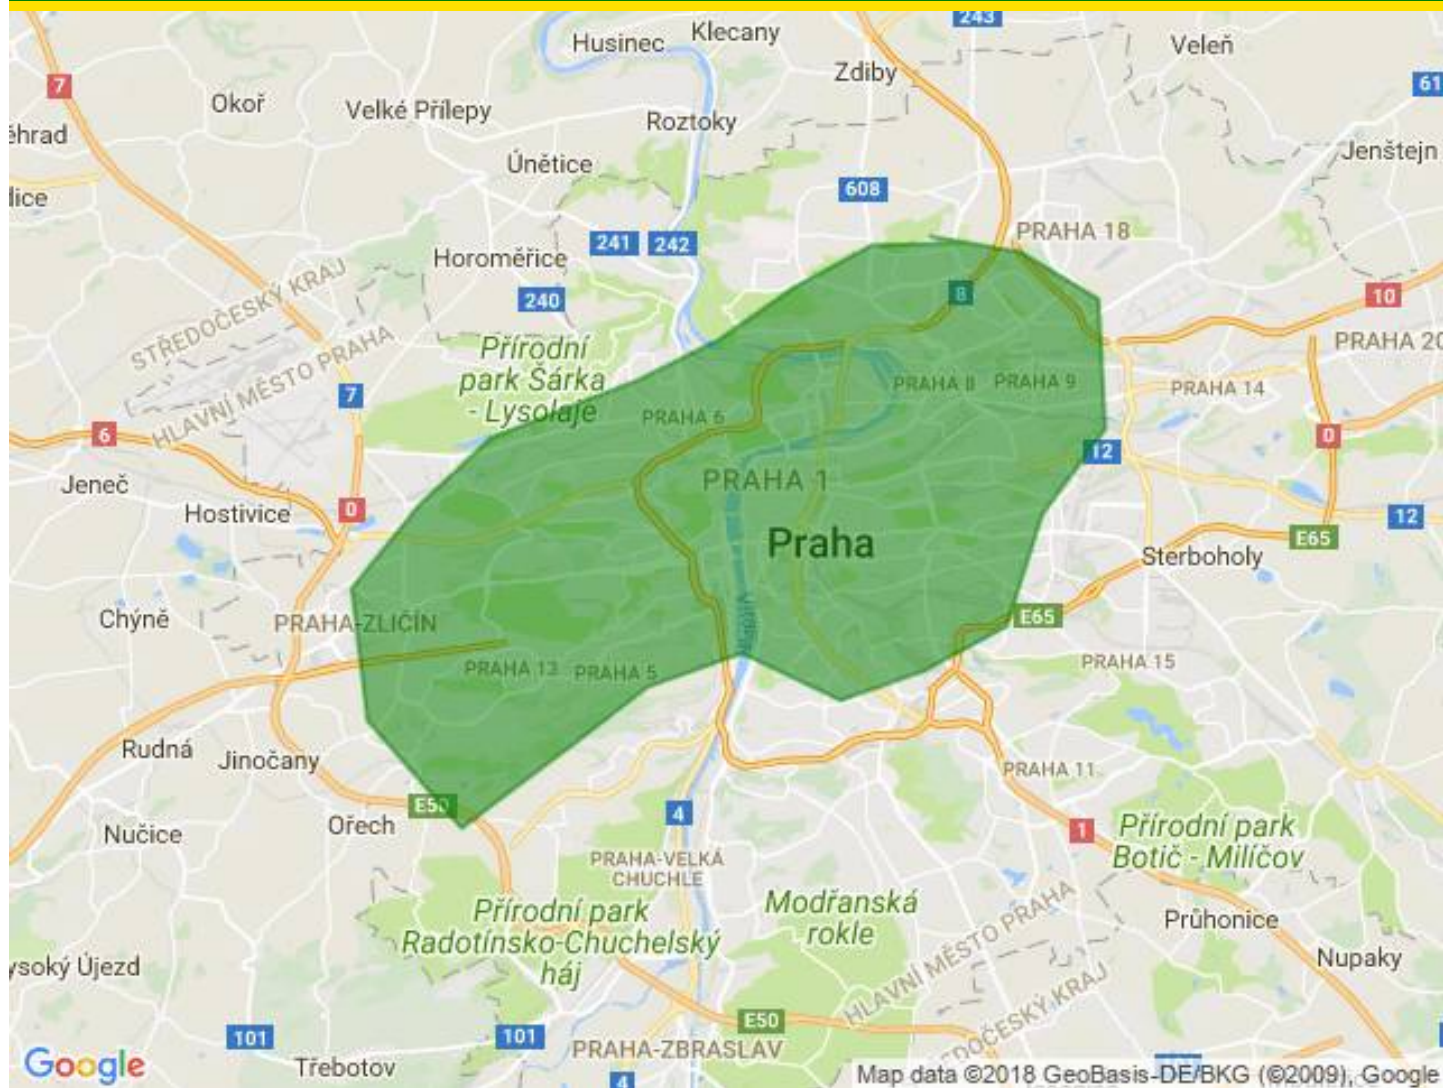 243
Klecany
Husinec
Veleň
Zdiby
7
61
Okoř
Velké Přílepy
Roztoky
Jenštejn
Únětice
608
241
242
PRAHA 18
Horoměřice
240
8
10
STŘEDOČESKÝ KRAJ
HLAVNÍ MĚSTO PRAHA
Přírodní
park Šárka
- Lysolaje
PRAHA 20
7
PRAHA 8
PRAHA 9
PRAHA 14
PRAHA 6
6
0
12
Jeneč
PRAHA 1
Hostivice
0
12
Praha
E65
Sterboholy
Chýně
PRAHA-ZLIČÍN
Vltava
E65
PRAHA 13
PRAHA 5
PRAHA 15
Rudná
Jinočany
PRAHA 11
E50
4
Ořech
Nučice
1
Přírodní park
Botič - Milíčov
PRAHA-VELKÁ
CHUCHLE
Přírodní park
Radotínsko-Chuchelský
háj
Modřanská
rokle
HLAVNÍ MĚSTO PRAHA
Průhonice
Nupaky
E50
101
101
PRAHA-ZBRASLAV
Třebotov
4
Google
Map data ©2018 GeoBasis-DE/BKG (©2009), Google